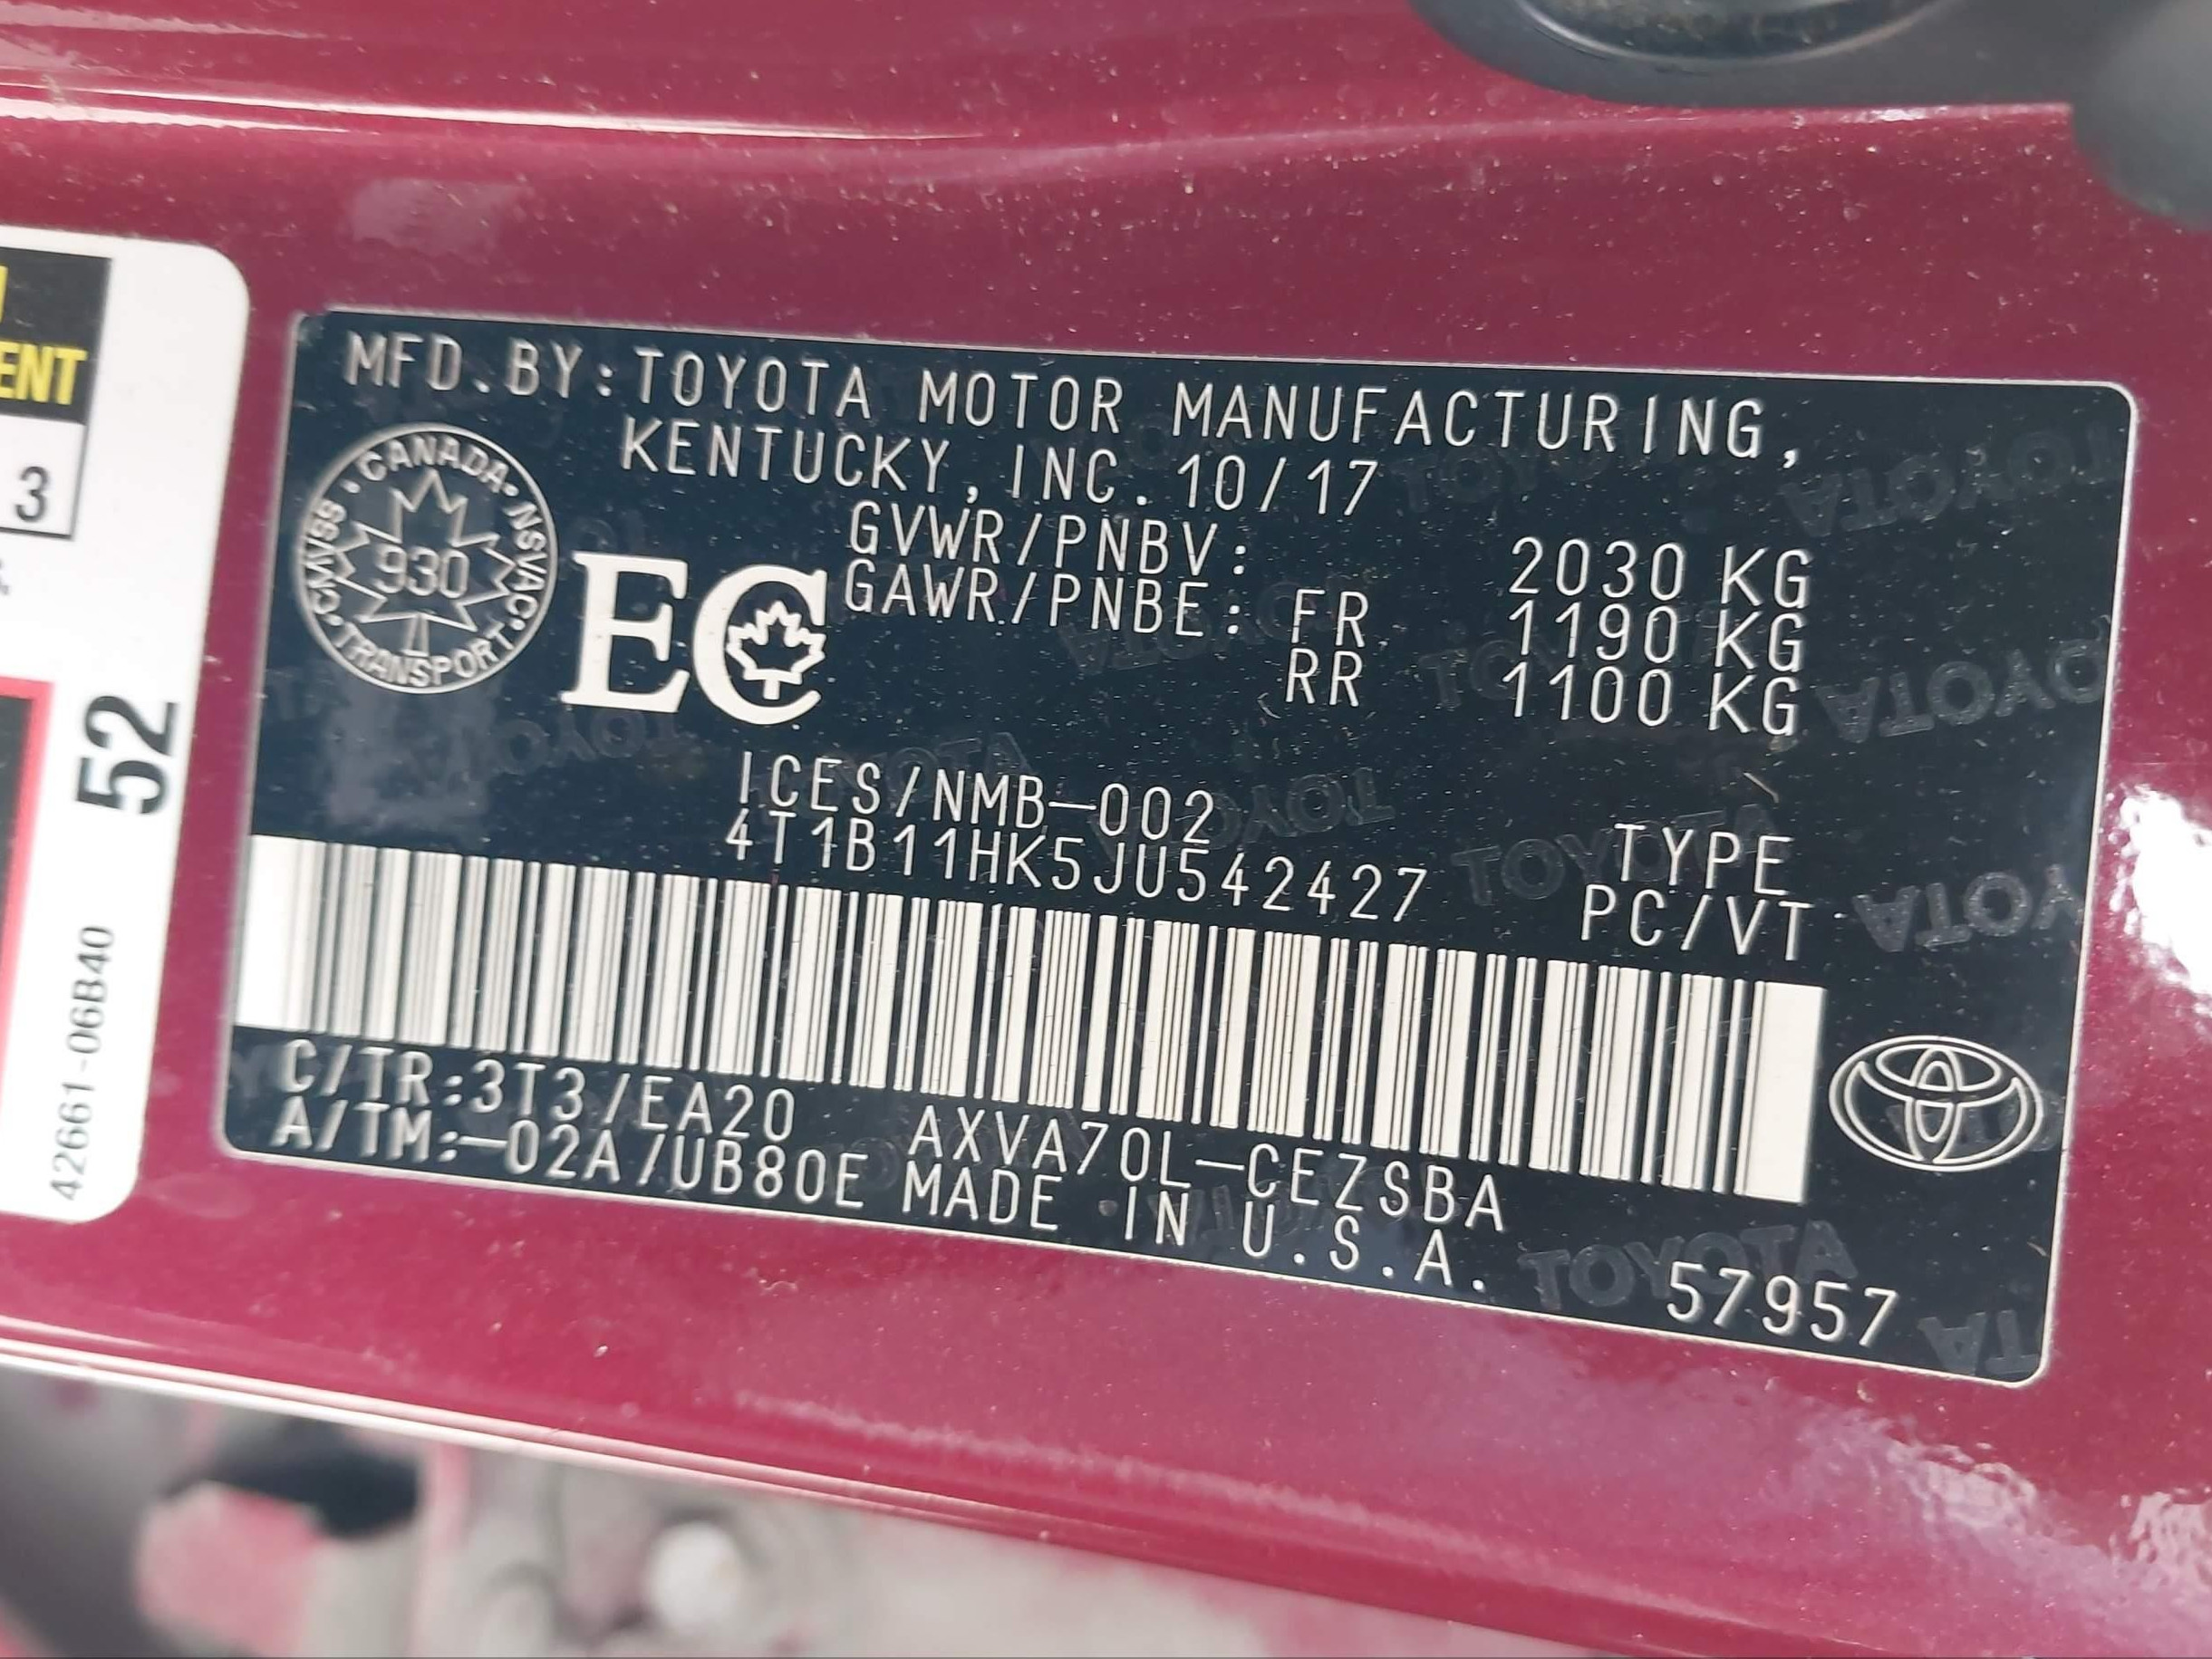 MFD.BY:TOYOTA MOTOR MANUFACTURING,
KENTUCKY, INC. 10/17
CANADA · NSVAC · TRANSPORT · CMVSS
930
EC
GVWR/PNBV: 2030 KG
GAWR/PNBE: FR 1190 KG
RR 1100 KG
ICES/NMB-002
4T1B11HK5JU542427
TYPE
PC/VT
C/TR:3T3/EA20 AXVA70L-CEZSBA
A/TM:-02A/UB80E MADE IN U.S.A.
57957
ENT
3
52
42661-06B40
TOYOTA